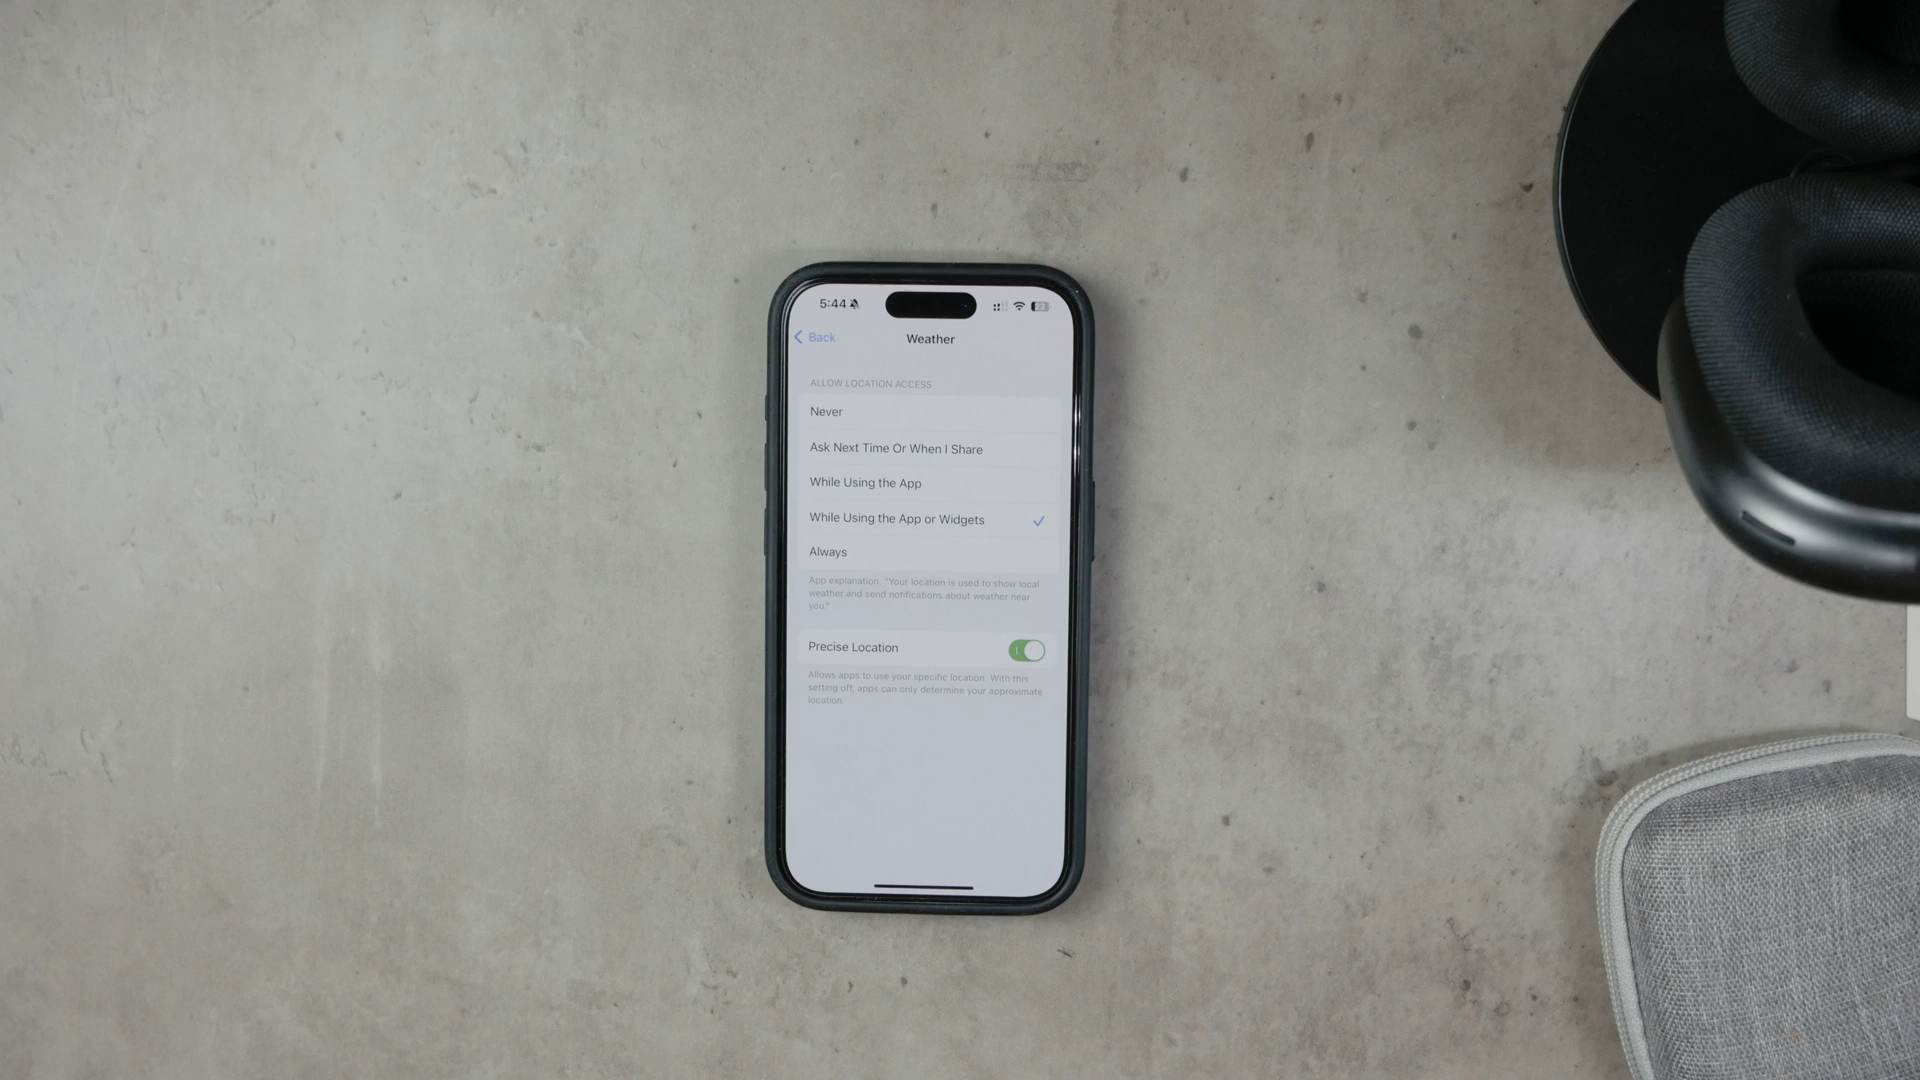 5:44
22
Back
Weather
ALLOW LOCATION ACCESS
Never
Ask Next Time Or When I Share
While Using the App
While Using the App or Widgets
Always
App explanation: “Your location is used to show local
weather and send notifications about weather near
you.”
Precise Location
Allows apps to use your specific location. With this
setting off, apps can only determine your approximate
location.